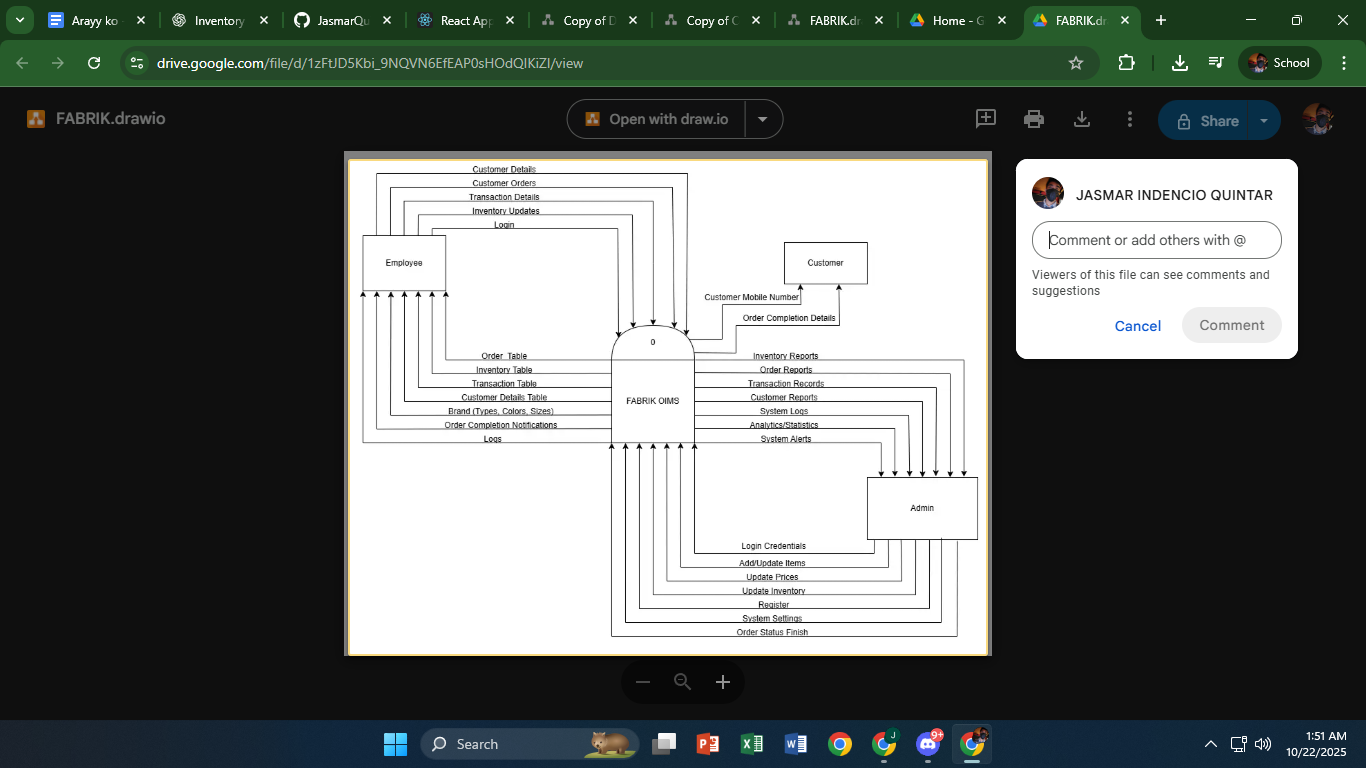 Arayy ko -
Inventory
JasmarQu
React App
Copy of D
Copy of C
FABRIK.dr
Home - G
FABRIK.dr
drive.google.com/file/d/1zFtJD5Kbi_9NQVN6EfEAP0sHOdQlKiZl/view
School
FABRIK.drawio
Open with draw.io
Share
Customer Details
Customer Orders
Transaction Details
Inventory Updates
Login
Employee
Customer
Customer Mobile Number
Order Completion Details
0
FABRIK OIMS
Order Table
Inventory Table
Transaction Table
Customer Details Table
Brand (Types, Colors, Sizes)
Order Completion Notifications
Logs
Inventory Reports
Order Reports
Transaction Records
Customer Reports
System Logs
Analytics/Statistics
System Alerts
Admin
Login Credentials
Add/Update Items
Update Prices
Update Inventory
Register
System Settings
Order Status Finish
JASMAR INDENCIO QUINTAR
Comment or add others with @
Viewers of this file can see comments and
suggestions
Cancel
Comment
Search
J
9+
1:51 AM
10/22/2025